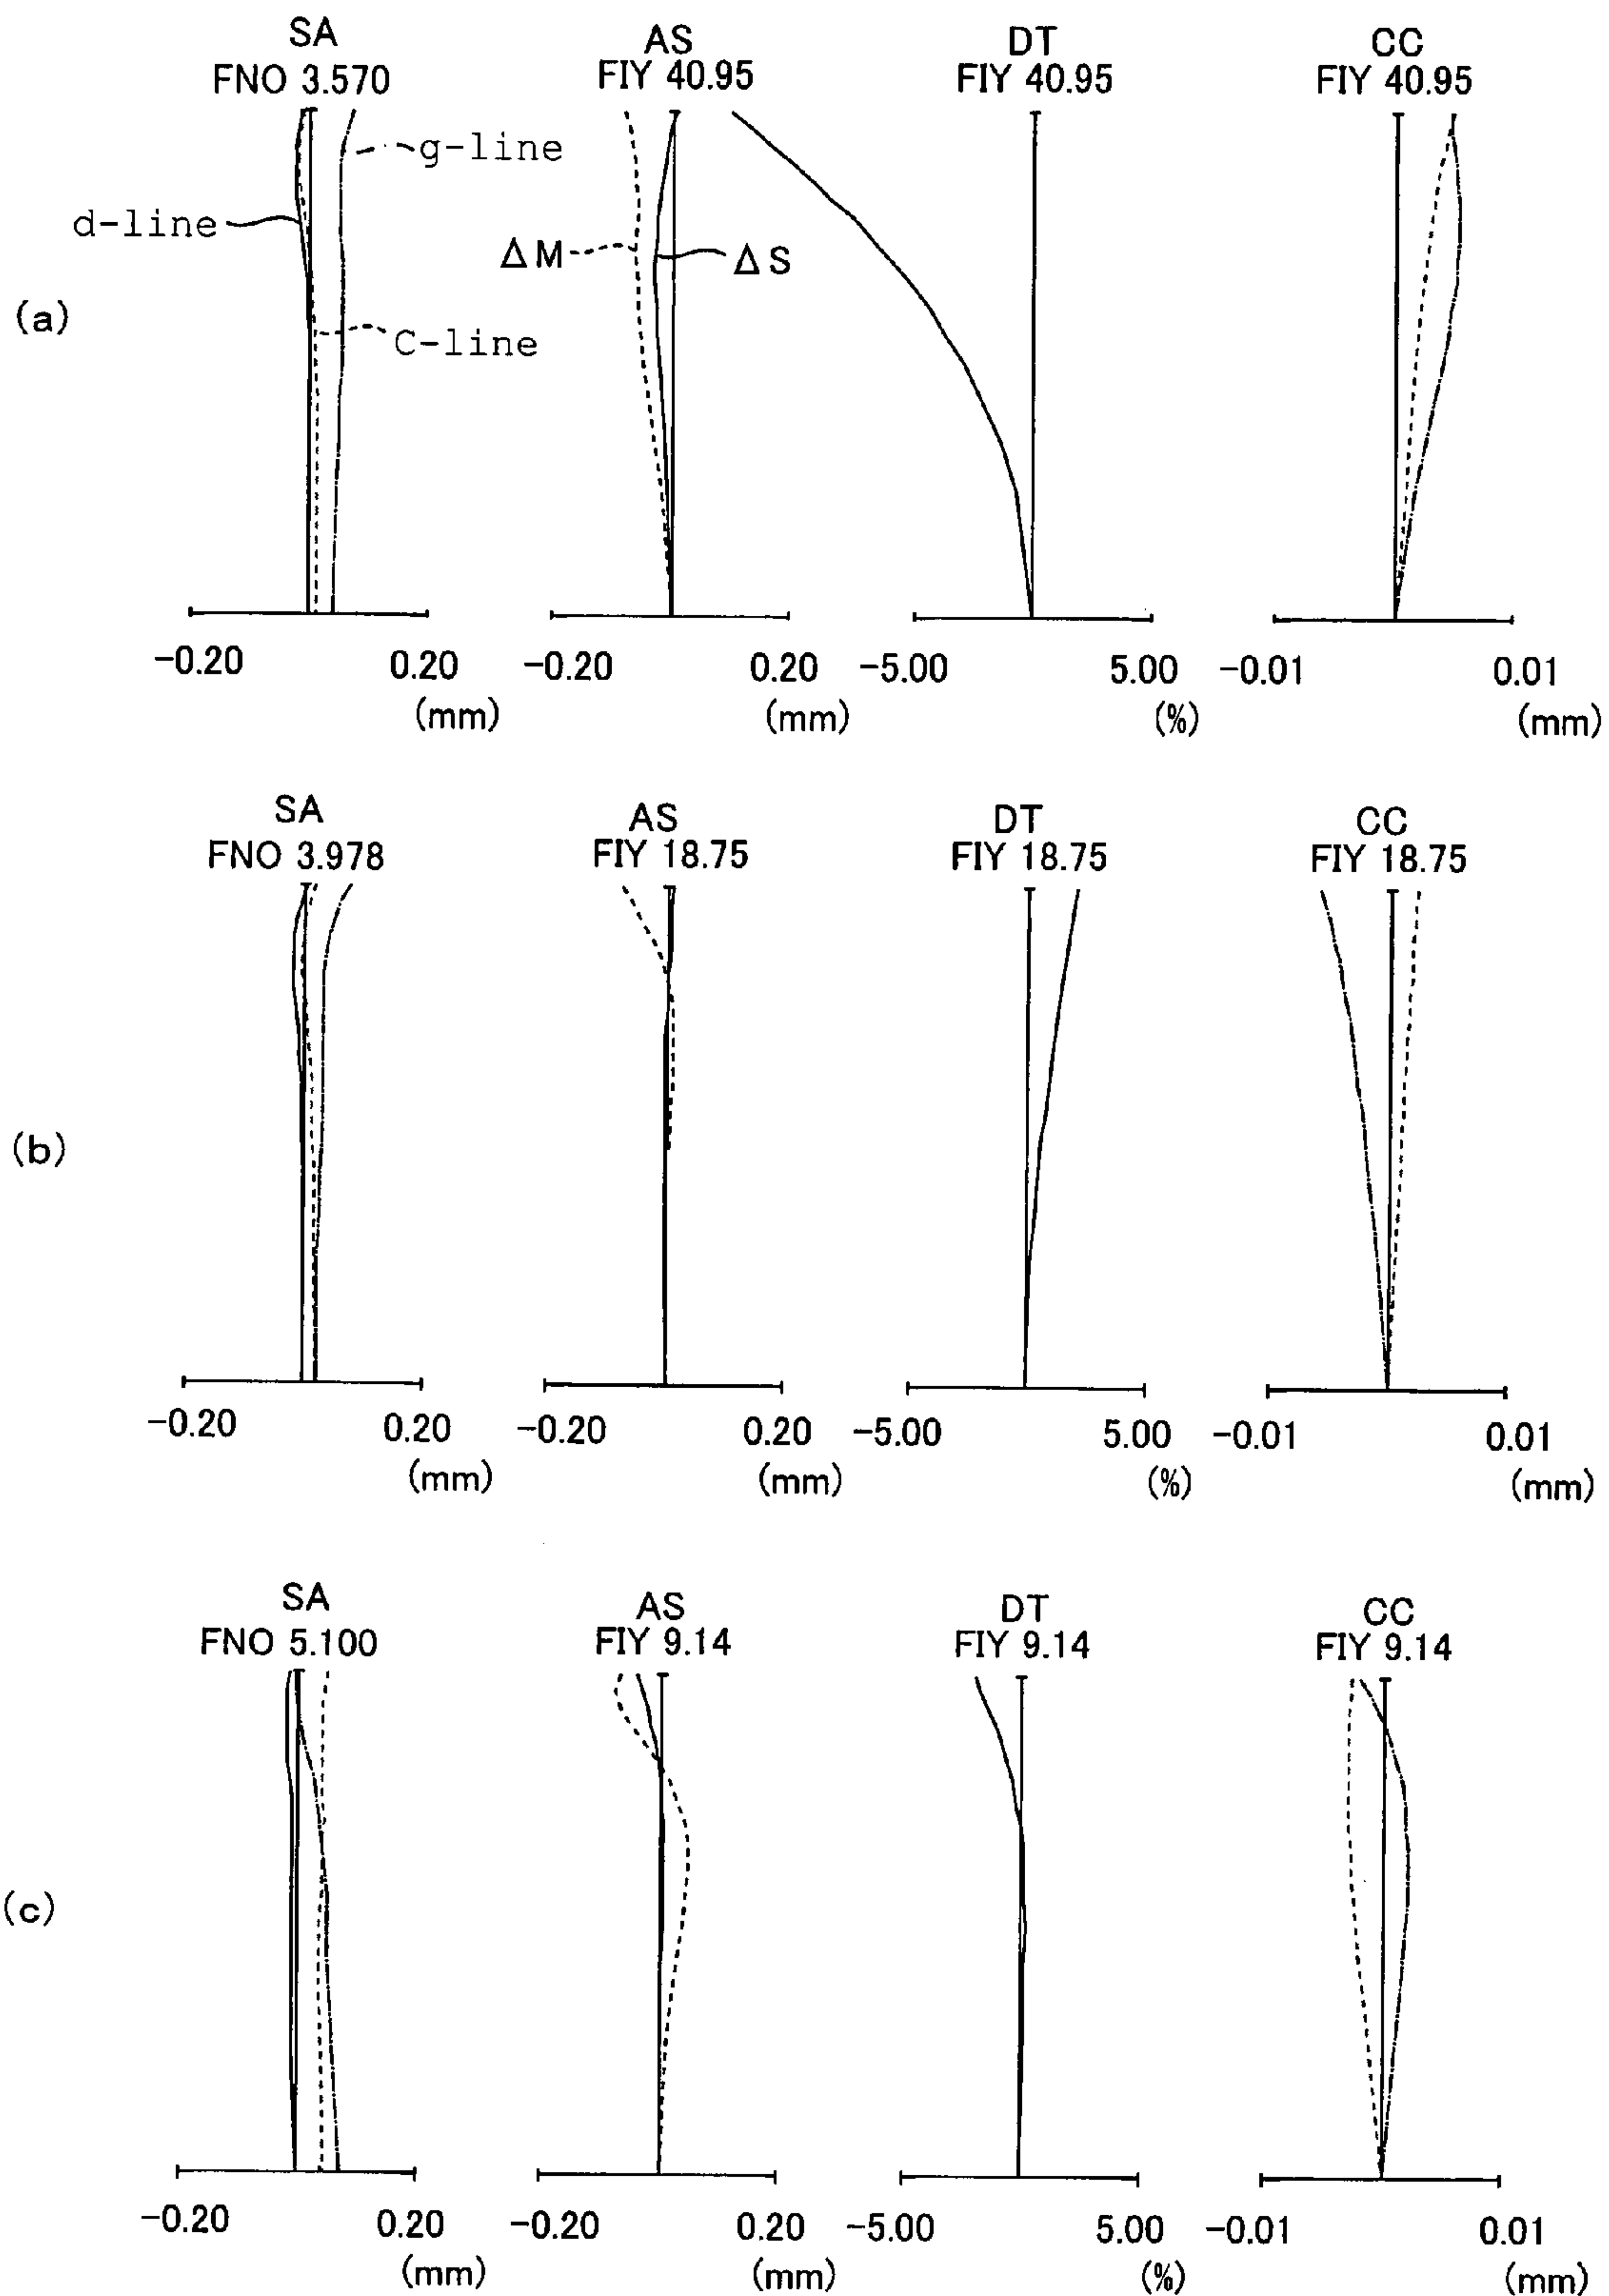 SA
FNO 3.570
AS
FIY 40.95
DT
FIY 40.95
CC
FIY 40.95
g-line
d-line
ΔM
ΔS
(a)
C-line
-0.20
0.20
(mm)
-0.20
0.20
(mm)
-5.00
5.00
(%)
-0.01
0.01
(mm)
SA
FNO 3.978
AS
FIY 18.75
DT
FIY 18.75
CC
FIY 18.75
(b)
-0.20
0.20
(mm)
-0.20
0.20
(mm)
-5.00
5.00
(%)
-0.01
0.01
(mm)
SA
FNO 5.100
AS
FIY 9.14
DT
FIY 9.14
CC
FIY 9.14
(c)
-0.20
0.20
(mm)
-0.20
0.20
(mm)
-5.00
5.00
(%)
-0.01
0.01
(mm)